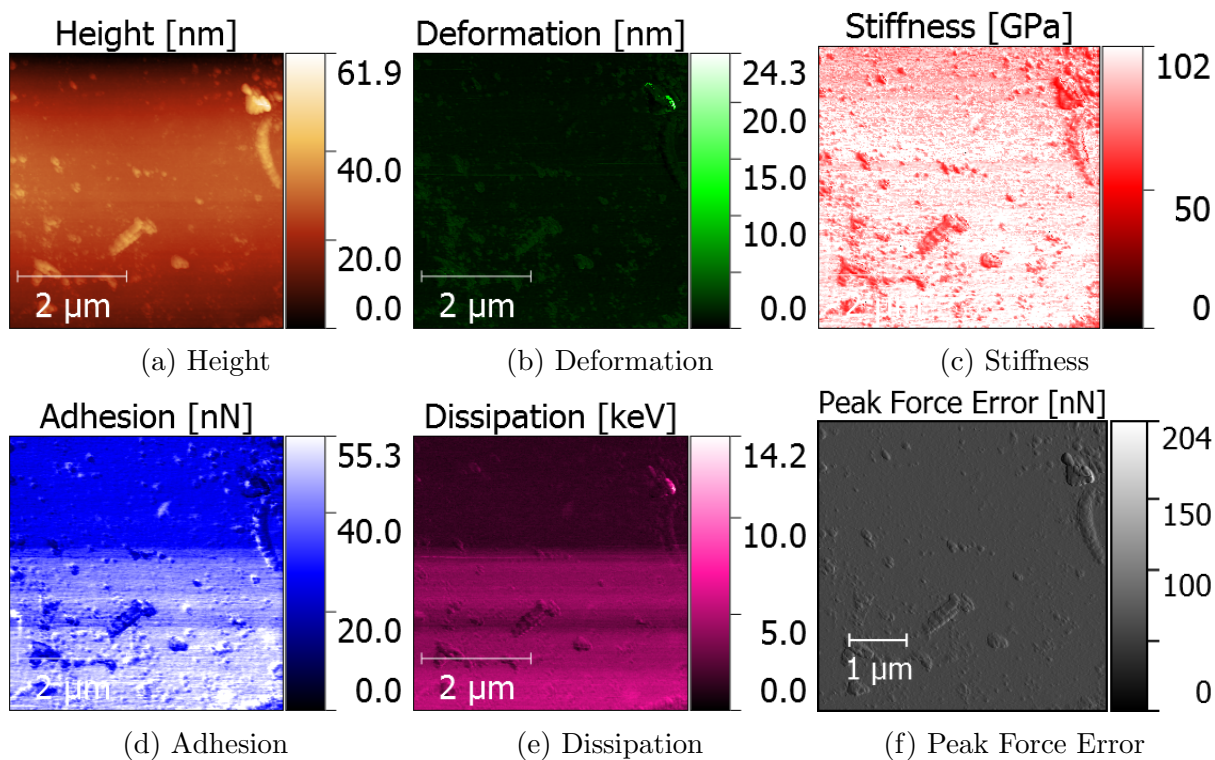 Height [nm]
61.9
40.0
20.0
0.0
2 μm
(a) Height
Deformation [nm]
24.3
20.0
15.0
10.0
0.0
2 μm
(b) Deformation
Stiffness [GPa]
102
50
0
2 μm
(c) Stiffness
Adhesion [nN]
55.3
40.0
20.0
0.0
2 μm
(d) Adhesion
Dissipation [keV]
14.2
10.0
5.0
0.0
2 μm
(e) Dissipation
Peak Force Error [nN]
204
150
100
0
1 μm
(f) Peak Force Error